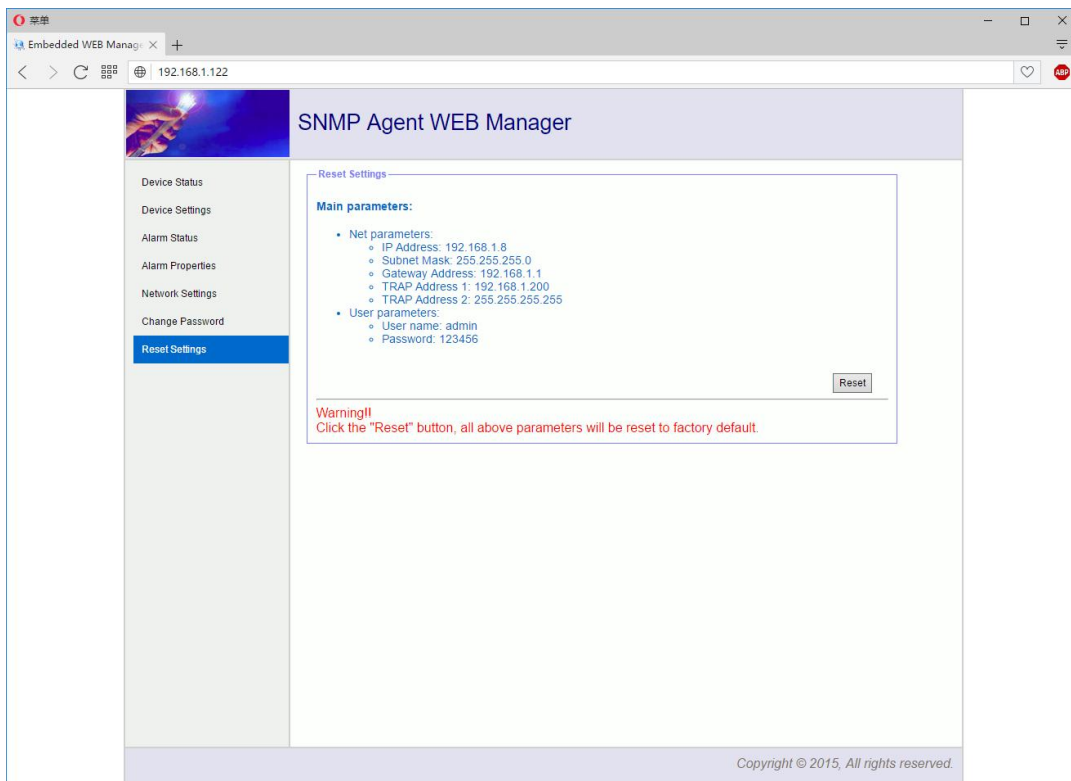 菜单
Embedded WEB Manage
192.168.1.122
ABP
SNMP Agent WEB Manager
Device Status
Device Settings
Alarm Status
Alarm Properties
Network Settings
Change Password
Reset Settings
Reset Settings
Main parameters:
Net parameters:
IP Address: 192.168.1.8
Subnet Mask: 255.255.255.0
Gateway Address: 192.168.1.1
TRAP Address 1: 192.168.1.200
TRAP Address 2: 255.255.255.255
User parameters:
User name: admin
Password: 123456
Reset
Warning!!
Click the "Reset" button, all above parameters will be reset to factory default.
Copyright © 2015, All rights reserved.